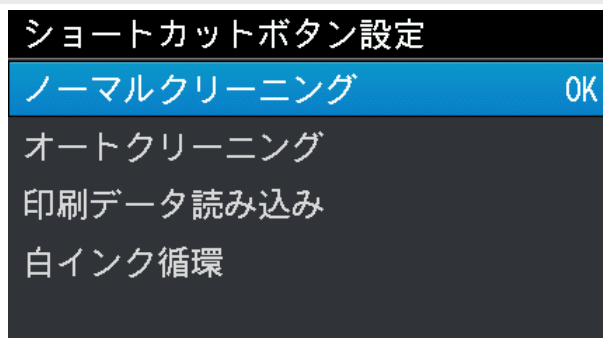 ショートカットボタン設定
ノーマルクリーニング OK
オートクリーニング
印刷データ読み込み
白インク循環